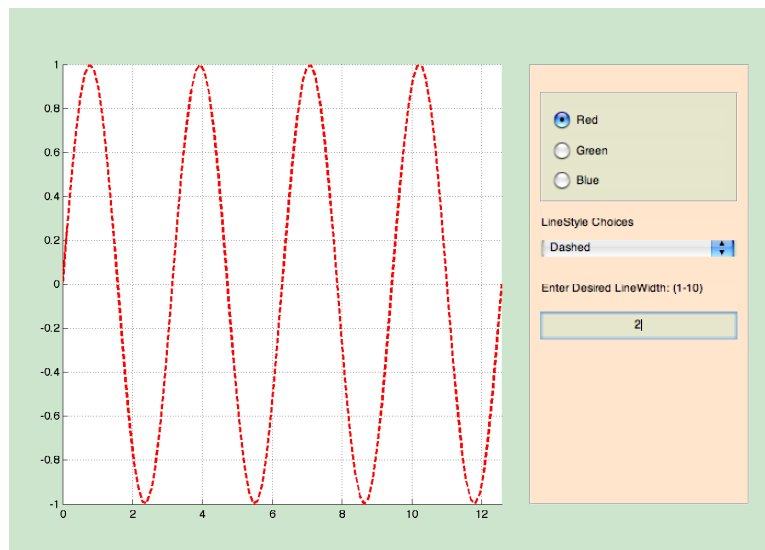 1
0.8
0.6
0.4
0.2
0
-0.2
-0.4
-0.6
-0.8
-1
0 2 4 6 8 10 12
Red
Green
Blue
LineStyle Choices
Dashed
Enter Desired LineWidth: (1-10)
2